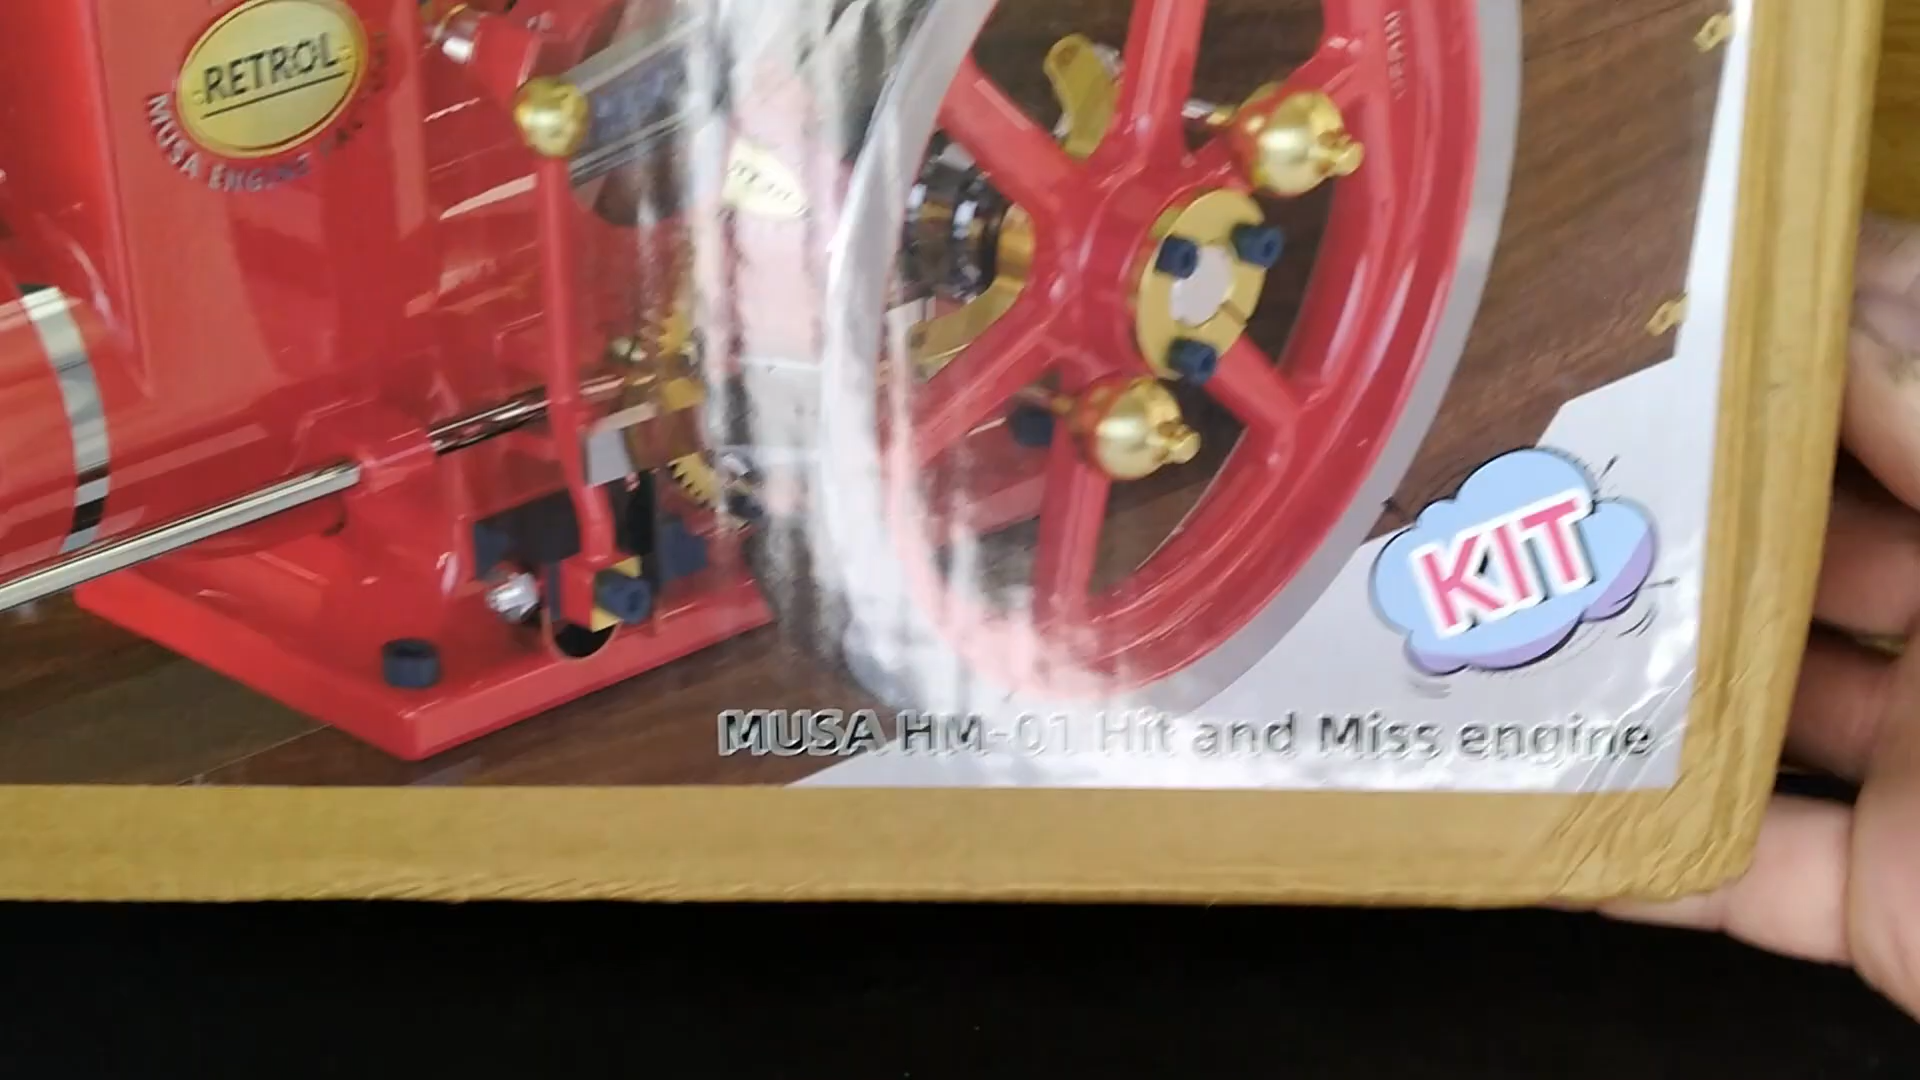 RETROL
MUSA ENGINE
KIT
MUSA HM-01 Hit and Miss engine